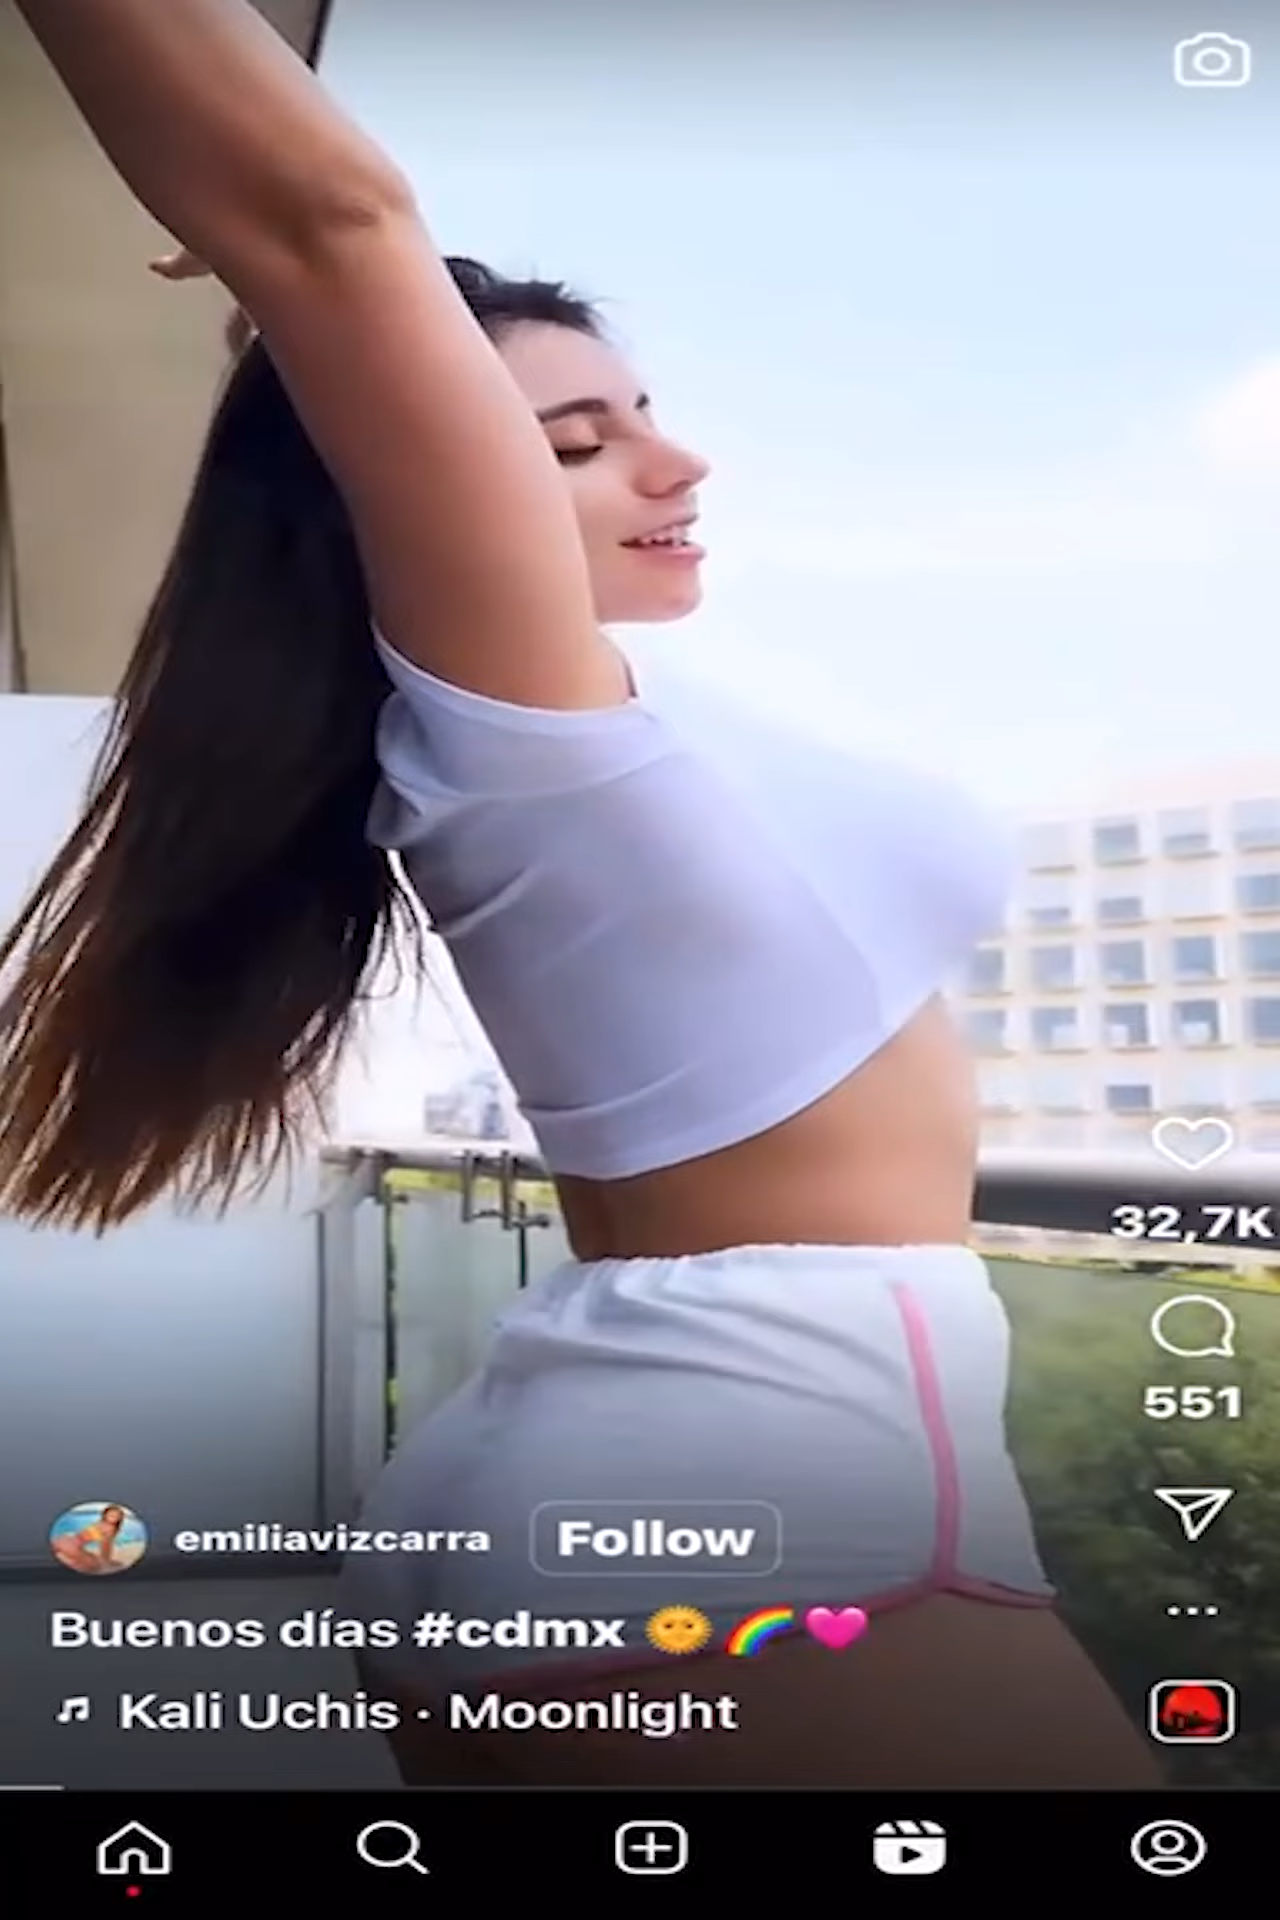 32,7K
551
emiliavizcarra Follow
Buenos días #cdmx 🌞🌈💖
Kali Uchis · Moonlight